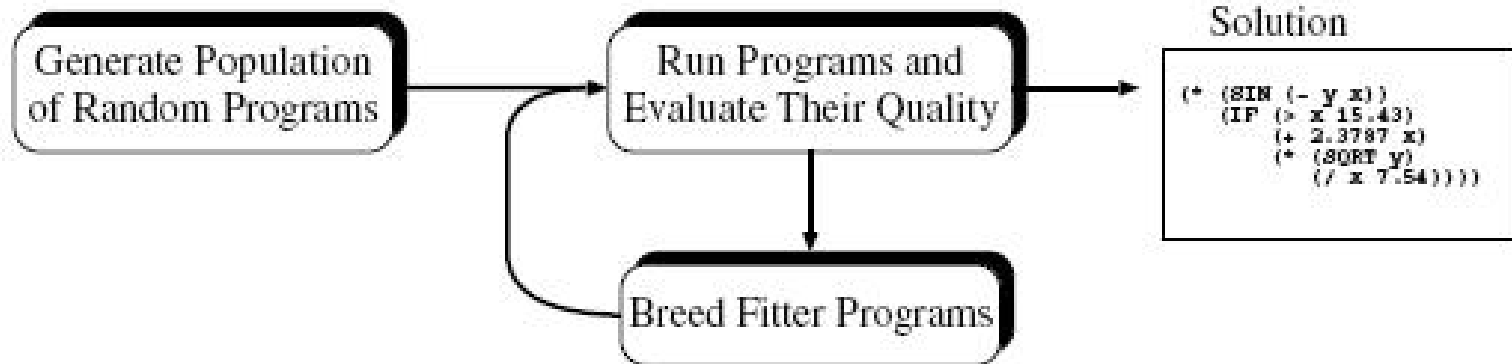 Generate Population
of Random Programs
Run Programs and
Evaluate Their Quality
Breed Fitter Programs
Solution
(* (SIN (- y x))
(IF (> x 15.43)
(+ 2.3787 x)
(* (SQRT y)
(/ x 7.54))))